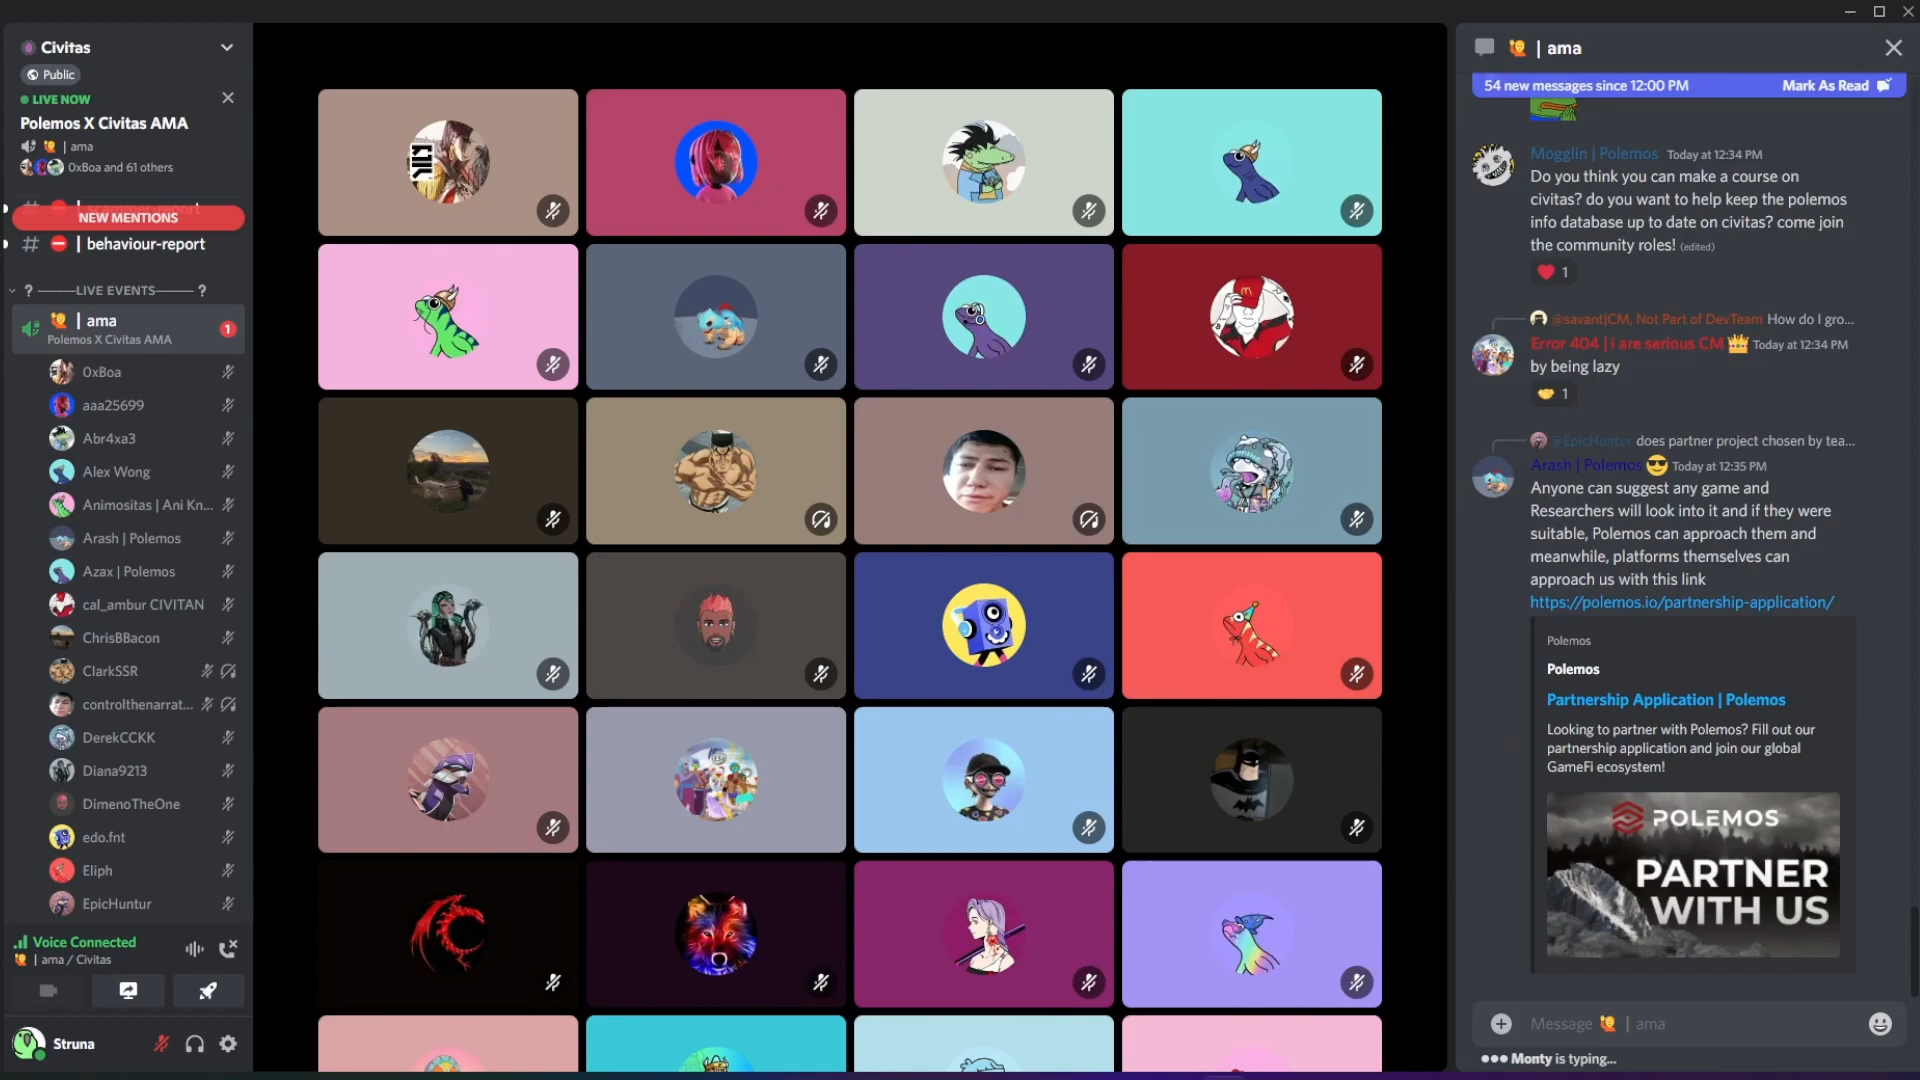 Civitas
Public
LIVE NOW
Polemos X Civitas AMA
| ama
0xBoa and 61 others
NEW MENTIONS
# | behaviour-report
? ———LIVE EVENTS——— ?
| ama
Polemos X Civitas AMA
1
0xBoa
aaa25699
Abr4xa3
Alex Wong
Animositas | Ani Kn...
Arash | Polemos
Azax | Polemos
cal_ambur CIVITAN
ChrisBBacon
ClarkSSR
controlthenarrat...
DerekCCKK
Diana9213
DimenoTheOne
edo.fnt
Eliph
EpicHuntur
Voice Connected
| ama / Civitas
Struna
| ama
54 new messages since 12:00 PM Mark As Read
Mogglin | Polemos Today at 12:34 PM
Do you think you can make a course on
civitas? do you want to help keep the polemos
info database up to date on civitas? come join
the community roles! (edited)
1
@savant|CM, Not Part of DevTeam How do I gro...
Error 404 | i are serious CM Today at 12:34 PM
by being lazy
1
@EpicHuntur does partner project chosen by tea...
Arash | Polemos Today at 12:35 PM
Anyone can suggest any game and
Researchers will look into it and if they were
suitable, Polemos can approach them and
meanwhile, platforms themselves can
approach us with this link
https://polemos.io/partnership-application/
Polemos
Polemos
Partnership Application | Polemos
Looking to partner with Polemos? Fill out our
partnership application and join our global
GameFi ecosystem!
POLEMOS
PARTNER
WITH US
Message | ama
Monty is typing...